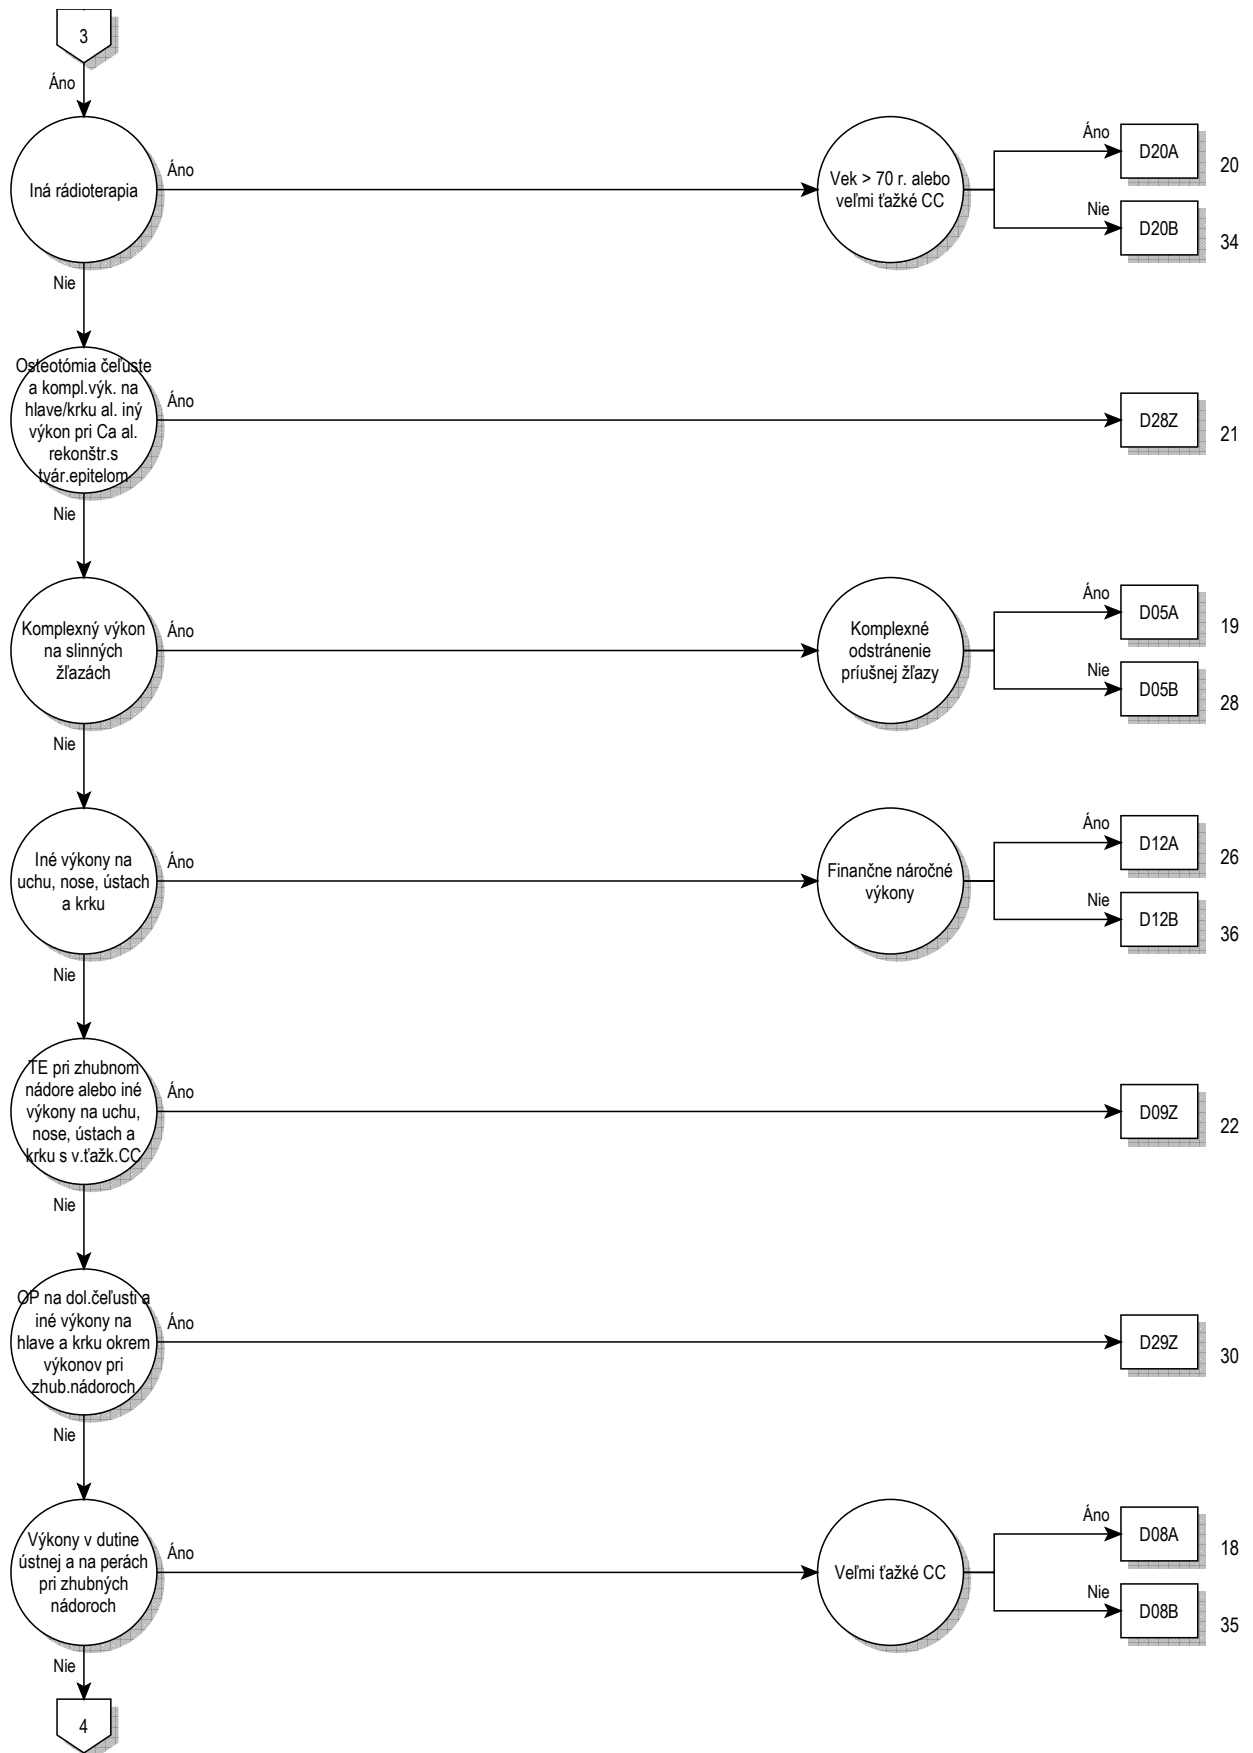 3
Áno
Iná rádioterapia
Áno
Vek > 70 r. alebo
veľmi ťažké CC
Áno
D20A
20
Nie
D20B
34
Nie
Osteotómia čeľuste
a kompl.výk. na
hlave/krku al. iný
výkon pri Ca al.
rekonštr.s
tvár.epitelom
Áno
D28Z
21
Nie
Komplexný výkon
na slinných
žľazách
Áno
Komplexné
odstránenie
príušnej žľazy
Áno
D05A
19
Nie
D05B
28
Nie
Iné výkony na
uchu, nose, ústach
a krku
Áno
Finančne náročné
výkony
Áno
D12A
26
Nie
D12B
36
Nie
TE pri zhubnom
nádore alebo iné
výkony na uchu,
nose, ústach a
krku s v.ťažk.CC
Áno
D09Z
22
Nie
OP na dol.čeľusti a
iné výkony na
hlave a krku okrem
výkonov pri
zhub.nádoroch
Áno
D29Z
30
Nie
Výkony v dutine
ústnej a na perách
pri zhubných
nádoroch
Áno
Veľmi ťažké CC
Áno
D08A
18
Nie
D08B
35
Nie
4